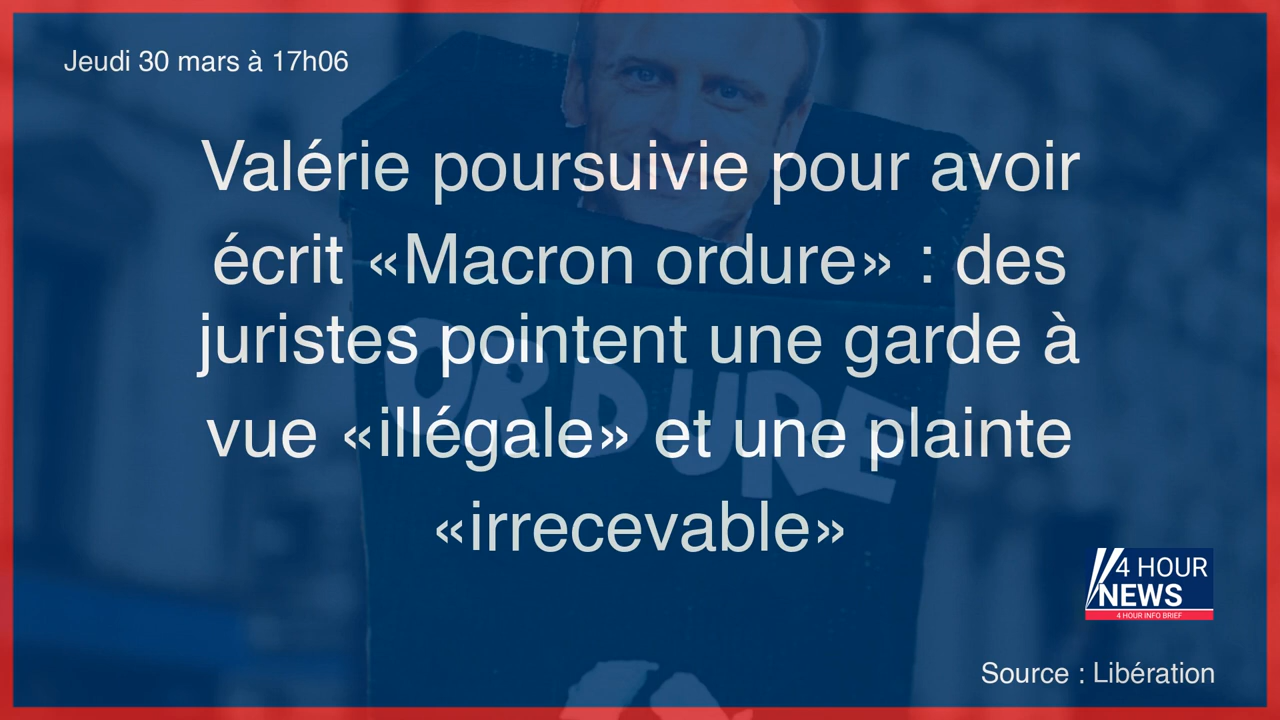 Jeudi 30 mars à 17h06
Valérie poursuivie pour avoir
écrit «Macron ordure» : des
juristes pointent une garde à
vue «illégale» et une plainte
«irrecevable»
ORDURE
4 HOUR
NEWS
4 HOUR INFO BRIEF
Source : Libération